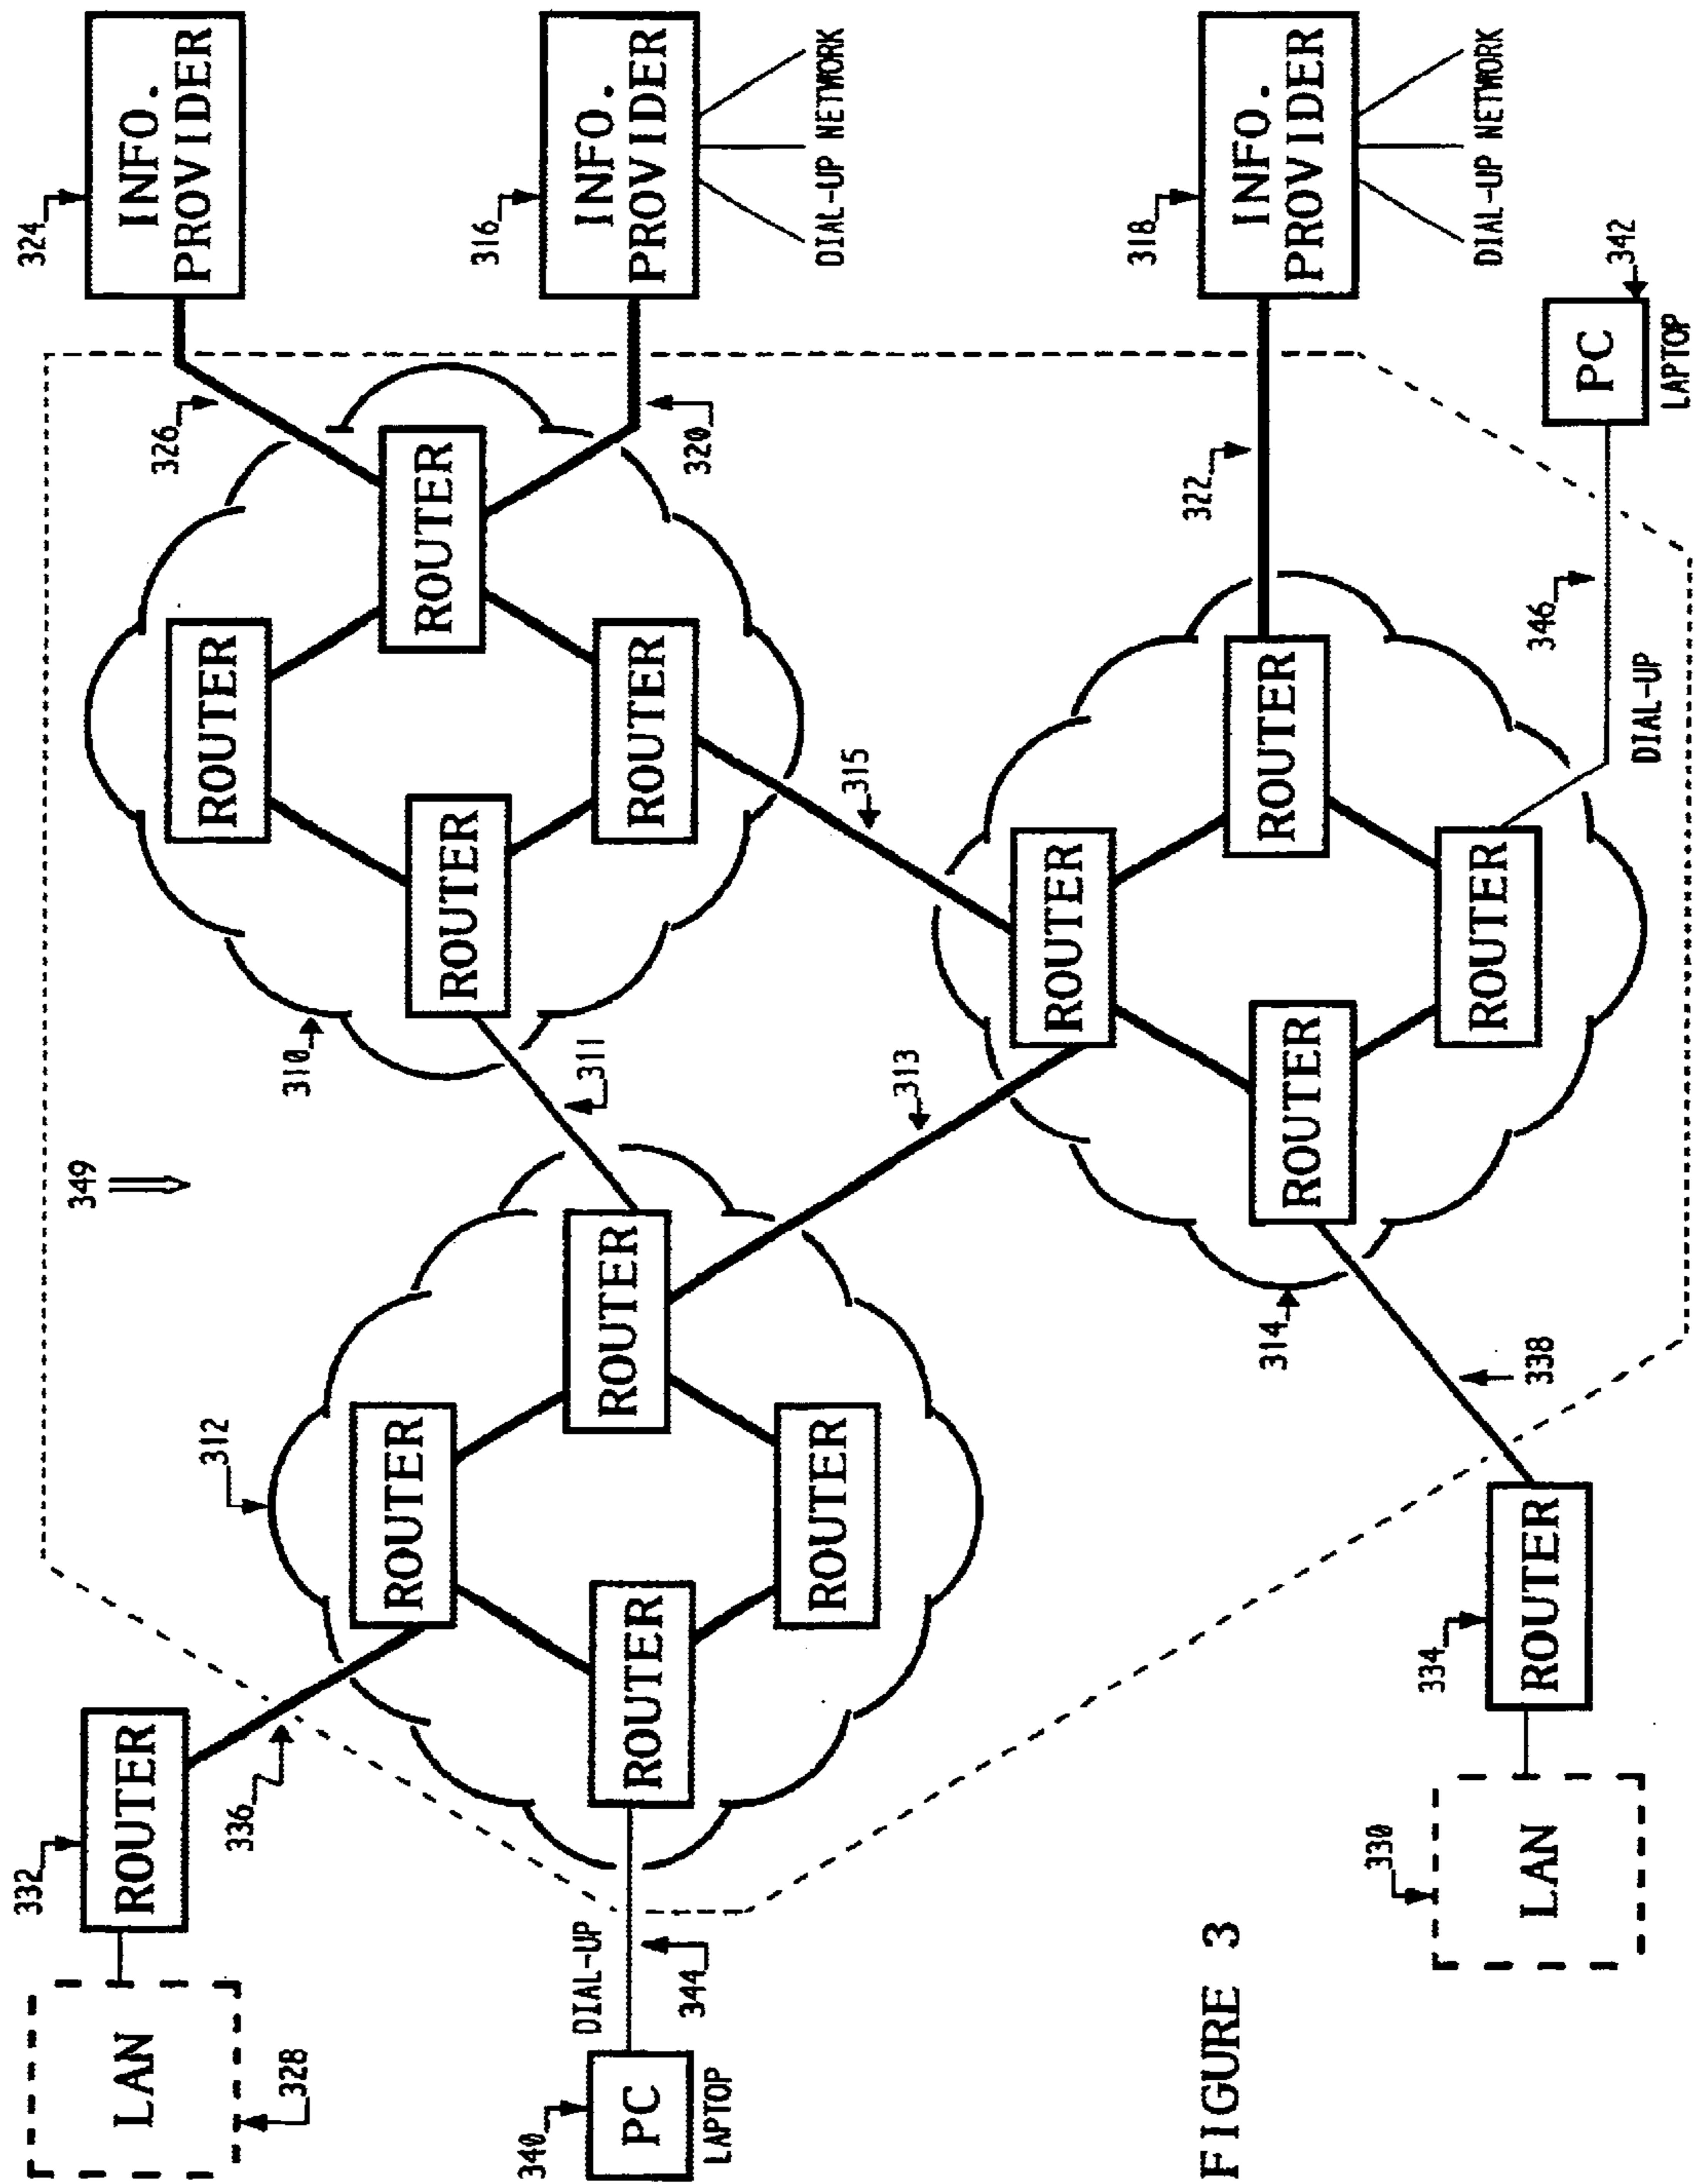 332
324
349
LAN
ROUTER
INFO.
PROVIDER
326
312
336
ROUTER
328
310
ROUTER
ROUTER
ROUTER
316
340
DIAL-UP
311
INFO.
PROVIDER
ROUTER
PC
ROUTER
ROUTER
344
320
LAPTOP
ROUTER
DIAL-UP NETWORK
315
313
ROUTER
318
322
FIGURE 3
INFO.
PROVIDER
314
ROUTER
ROUTER
330
334
ROUTER
DIAL-UP NETWORK
LAN
ROUTER
338
346
PC
342
DIAL-UP
LAPTOP